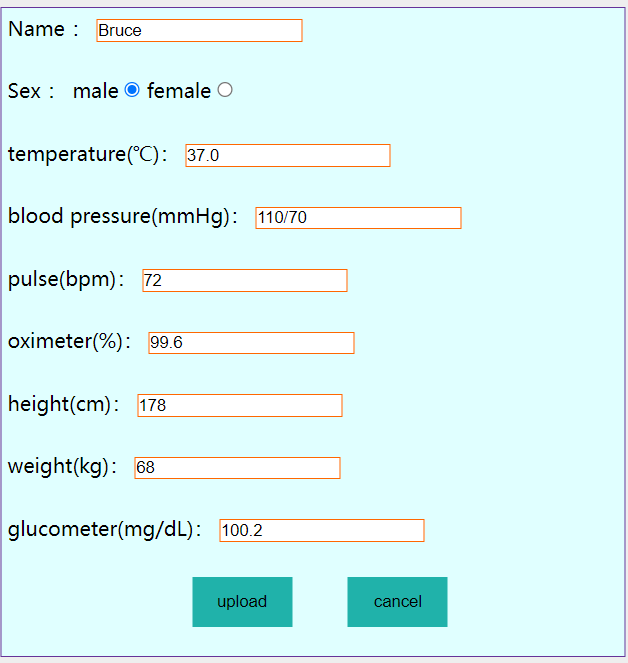 Name： Bruce
Sex： male female
temperature(℃)： 37.0
blood pressure(mmHg)： 110/70
pulse(bpm)： 72
oximeter(%)： 99.6
height(cm)： 178
weight(kg)： 68
glucometer(mg/dL)： 100.2
upload cancel